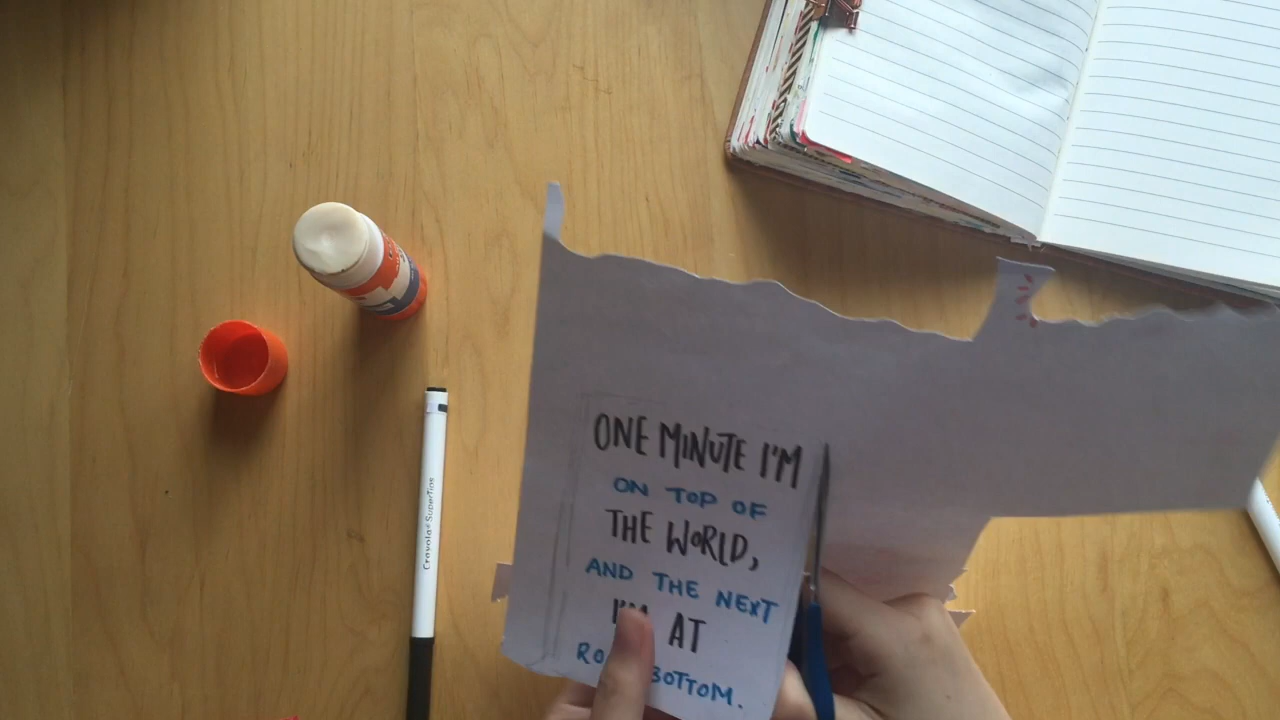 ONE MINUTE I'M
ON TOP OF
THE WORLD,
AND THE NEXT
I'M AT
BOTTOM.
Crayola SuperTips